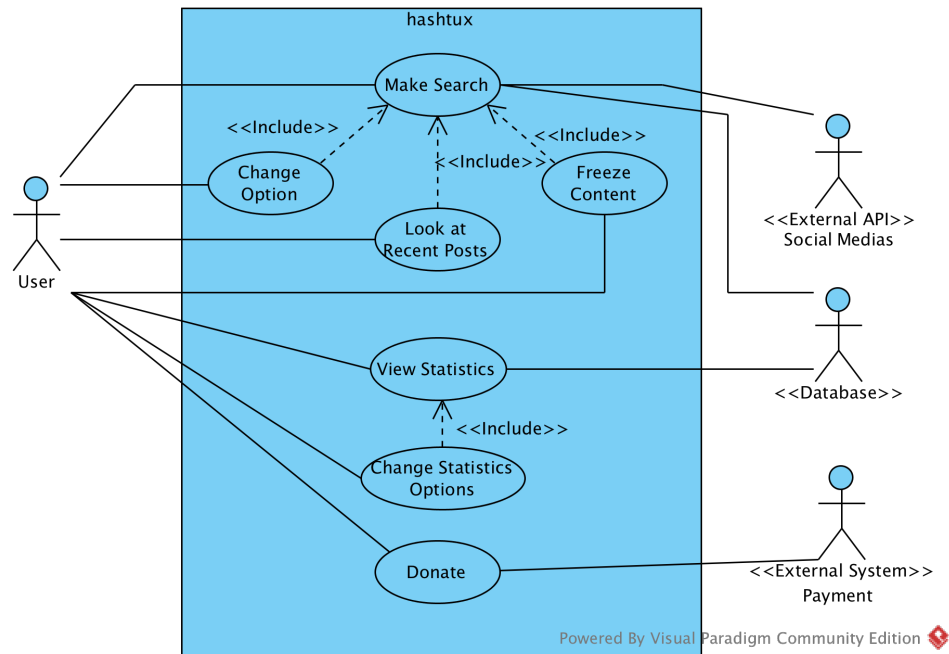 hashtux
Make Search
<<Include>>
<<Include>>
<<Include>>
Change
Option
Freeze
Content
Look at
Recent Posts
User
<<External API>>
Social Medias
View Statistics
<<Database>>
<<Include>>
Change Statistics
Options
Donate
<<External System>>
Payment
Powered By Visual Paradigm Community Edition